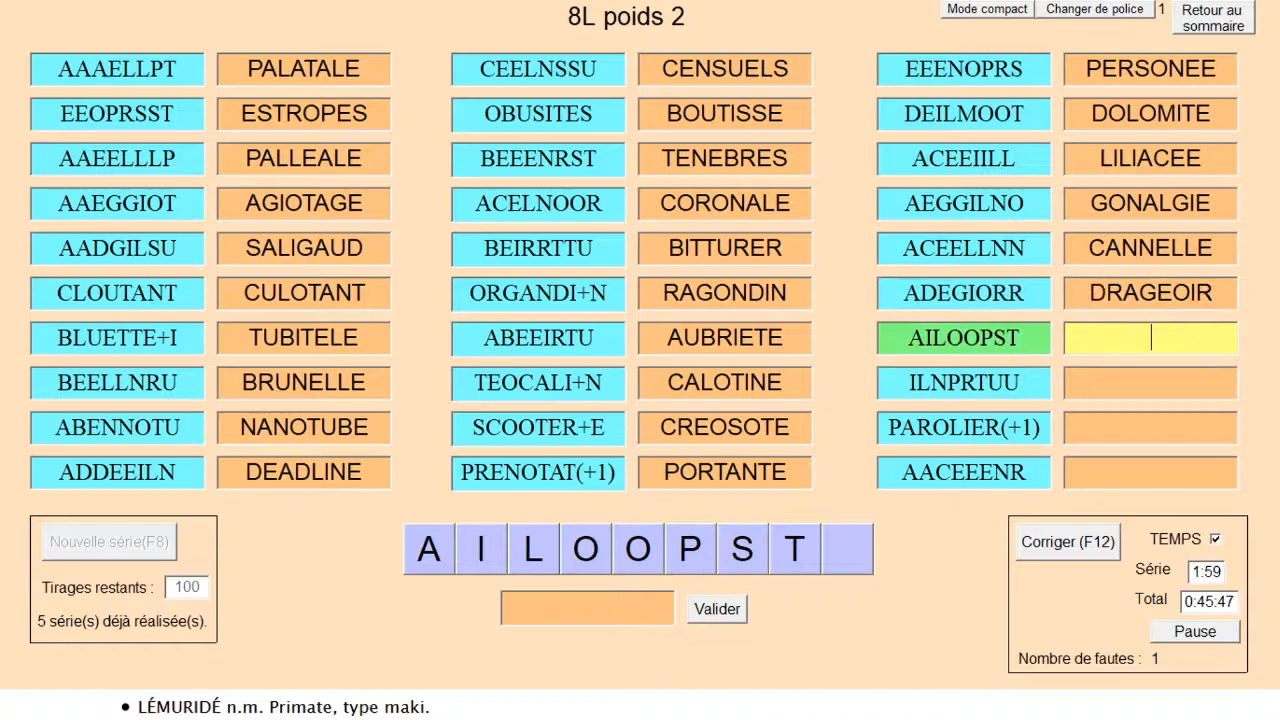 8L poids 2
Mode compact Changer de police 1 Retour au sommaire
AAAELLPT PALATALE CEELNSSU CENSUELS EEENOPRS PERSONEE
EEOPRSST ESTROPES OBUSITES BOUTISSE DEILMOOT DOLOMITE
AAEELLLP PALLEALE BEEENRST TENEBRES ACEEIILL LILIACEE
AAEGGIOT AGIOTAGE ACELNOOR CORONALE AEGGILNO GONALGIE
AADGILSU SALIGAUD BEIRRTTU BITTURER ACEELLNN CANNELLE
CLOUTANT CULOTANT ORGANDI+N RAGONDIN ADEGIORR DRAGEOIR
BLUETTE+I TUBITELE ABEEIRTU AUBRIETE AILOOPST
BEELLNRU BRUNELLE TEOCALI+N CALOTINE ILNPRTUU
ABENNOTU NANOTUBE SCOOTER+E CREOSOTE PAROLIER(+1)
ADDEEILN DEADLINE PRENOTAT(+1) PORTANTE AACEEENR
Nouvelle série(F8)
Tirages restants : 100
5 série(s) déjà réalisée(s).
A I L O O P S T
Valider
Corriger (F12) TEMPS
Série 1:59
Total 0:45:47
Pause
Nombre de fautes : 1
• LÉMURIDÉ n.m. Primate, type maki.